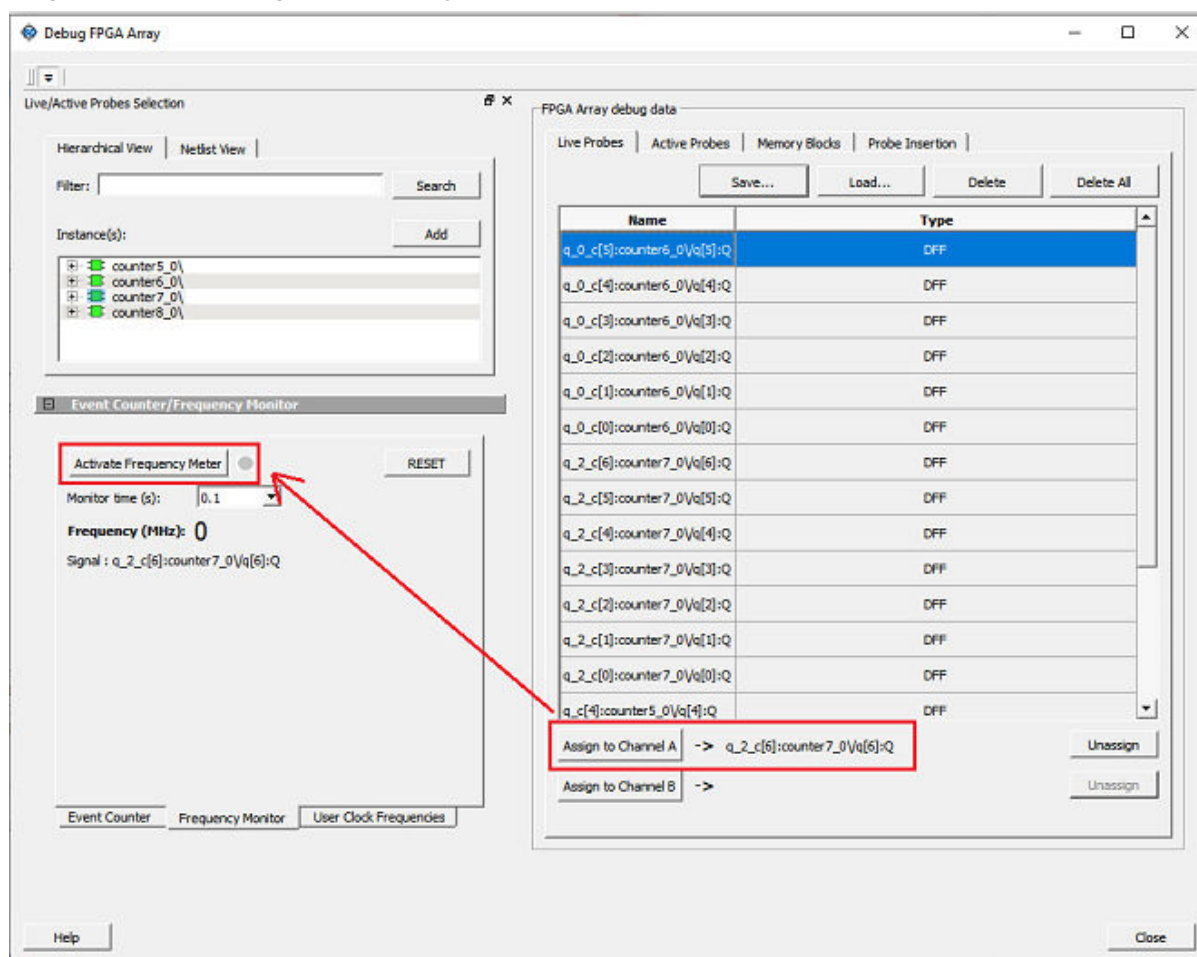 Debug FPGA Array
Live/Active Probes Selection
Hierarchical View
Netlist View
Filter:
Search
Instance(s):
Add
counter5_0\
counter6_0\
counter7_0\
counter8_0\
Event Counter/Frequency Monitor
Activate Frequency Meter
RESET
Monitor time (s):
0.1
Frequency (MHz): 0
Signal : q_2_c[6]:counter7_0\/q[6]:Q
Event Counter
Frequency Monitor
User Clock Frequencies
FPGA Array debug data
Live Probes
Active Probes
Memory Blocks
Probe Insertion
Save...
Load...
Delete
Delete All
Name Type
q_0_c[5]:counter6_0\/q[5]:Q DFF
q_0_c[4]:counter6_0\/q[4]:Q DFF
q_0_c[3]:counter6_0\/q[3]:Q DFF
q_0_c[2]:counter6_0\/q[2]:Q DFF
q_0_c[1]:counter6_0\/q[1]:Q DFF
q_0_c[0]:counter6_0\/q[0]:Q DFF
q_2_c[6]:counter7_0\/q[6]:Q DFF
q_2_c[5]:counter7_0\/q[5]:Q DFF
q_2_c[4]:counter7_0\/q[4]:Q DFF
q_2_c[3]:counter7_0\/q[3]:Q DFF
q_2_c[2]:counter7_0\/q[2]:Q DFF
q_2_c[1]:counter7_0\/q[1]:Q DFF
q_2_c[0]:counter7_0\/q[0]:Q DFF
q_c[4]:counter5_0\/q[4]:Q DFF
Assign to Channel A -> q_2_c[6]:counter7_0\/q[6]:Q
Unassign
Assign to Channel B ->
Unassign
Help
Close